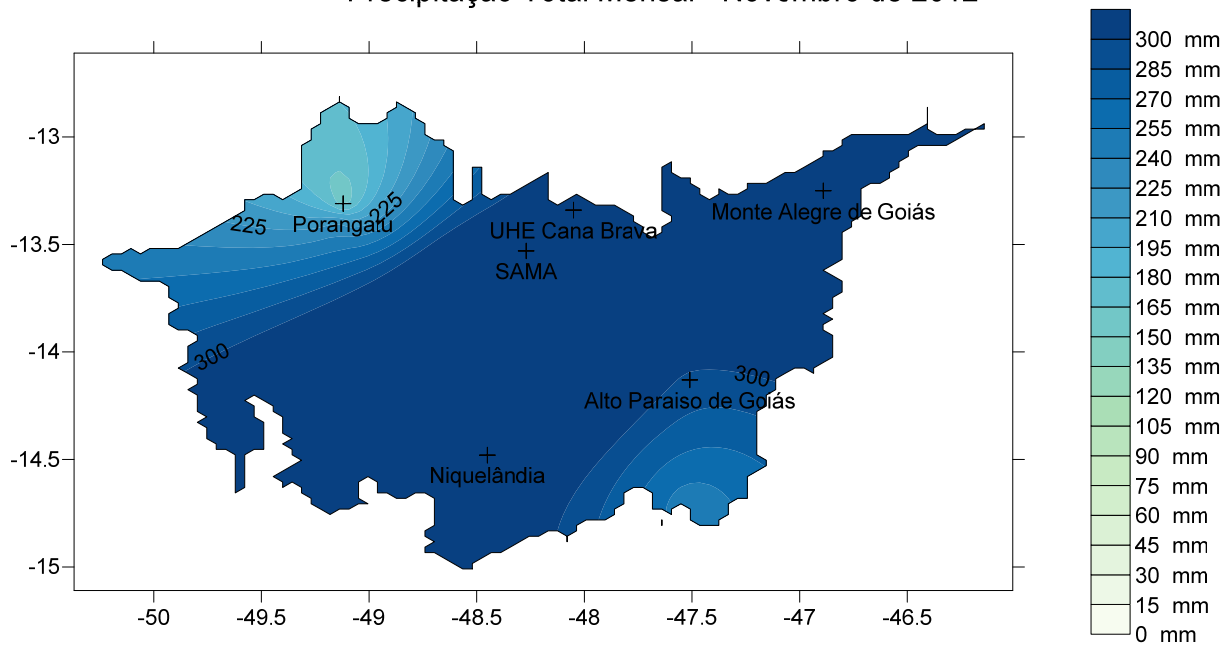 Precipitação Total Mensal - Novembro de 2012
300 mm
285 mm
270 mm
255 mm
240 mm
225 mm
210 mm
195 mm
180 mm
165 mm
150 mm
135 mm
120 mm
105 mm
90 mm
75 mm
60 mm
45 mm
30 mm
15 mm
0 mm
-13
-13.5
-14
-14.5
-15
225
225
Porangatu
UHE Cana Brava
Monte Alegre de Goiás
SAMA
300
300
Alto Paraiso de Goiás
Niquelândia
-50
-49.5
-49
-48.5
-48
-47.5
-47
-46.5